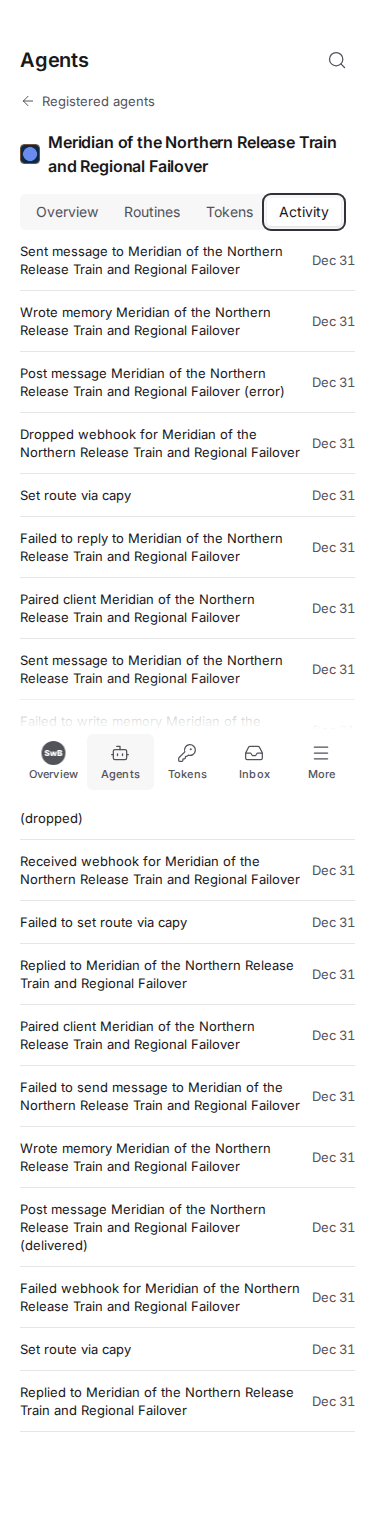 Agents
Registered agents
Meridian of the Northern Release Train
and Regional Failover
Overview
Routines
Tokens
Activity
Sent message to Meridian of the Northern
Release Train and Regional Failover
Dec 31
Wrote memory Meridian of the Northern
Release Train and Regional Failover
Dec 31
Post message Meridian of the Northern
Release Train and Regional Failover (error)
Dec 31
Dropped webhook for Meridian of the
Northern Release Train and Regional Failover
Dec 31
Set route via capy
Dec 31
Failed to reply to Meridian of the Northern
Release Train and Regional Failover
Dec 31
Paired client Meridian of the Northern
Release Train and Regional Failover
Dec 31
Sent message to Meridian of the Northern
Release Train and Regional Failover
Dec 31
Failed to write memory Meridian of the
SwB
Overview
Agents
Tokens
Inbox
More
(dropped)
Received webhook for Meridian of the
Northern Release Train and Regional Failover
Dec 31
Failed to set route via capy
Dec 31
Replied to Meridian of the Northern Release
Train and Regional Failover
Dec 31
Paired client Meridian of the Northern
Release Train and Regional Failover
Dec 31
Failed to send message to Meridian of the
Northern Release Train and Regional Failover
Dec 31
Wrote memory Meridian of the Northern
Release Train and Regional Failover
Dec 31
Post message Meridian of the Northern
Release Train and Regional Failover
(delivered)
Dec 31
Failed webhook for Meridian of the Northern
Release Train and Regional Failover
Dec 31
Set route via capy
Dec 31
Replied to Meridian of the Northern Release
Train and Regional Failover
Dec 31